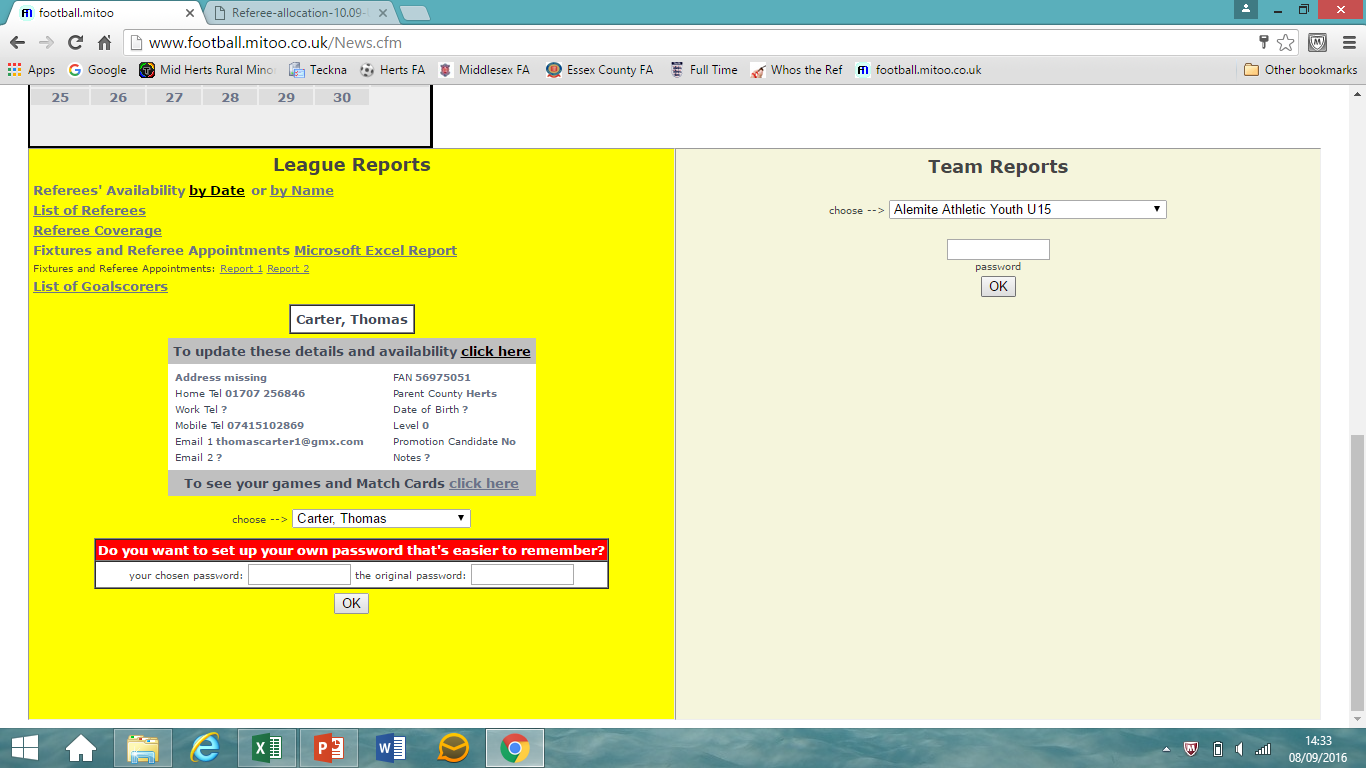 football.mitoo
Referee-allocation-10.09-
www.football.mitoo.co.uk/News.cfm
Apps Google Mid Herts Rural Mino Teckna Herts FA Middlesex FA Essex County FA Full Time Whos the Ref football.mitoo.co.uk Other bookmarks
25 26 27 28 29 30
League Reports
Referees' Availability by Date or by Name
List of Referees
Referee Coverage
Fixtures and Referee Appointments Microsoft Excel Report
Fixtures and Referee Appointments: Report 1 Report 2
List of Goalscorers
Carter, Thomas
To update these details and availability click here
Address missing FAN 56975051
Home Tel 01707 256846 Parent County Herts
Work Tel ? Date of Birth ?
Mobile Tel 07415102869 Level 0
Email 1 thomascarter1@gmx.com Promotion Candidate No
Email 2 ? Notes ?
To see your games and Match Cards click here
choose --> Carter, Thomas
Do you want to set up your own password that's easier to remember?
your chosen password: the original password:
OK
Team Reports
choose --> Alemite Athletic Youth U15
password
OK
14:33
08/09/2016